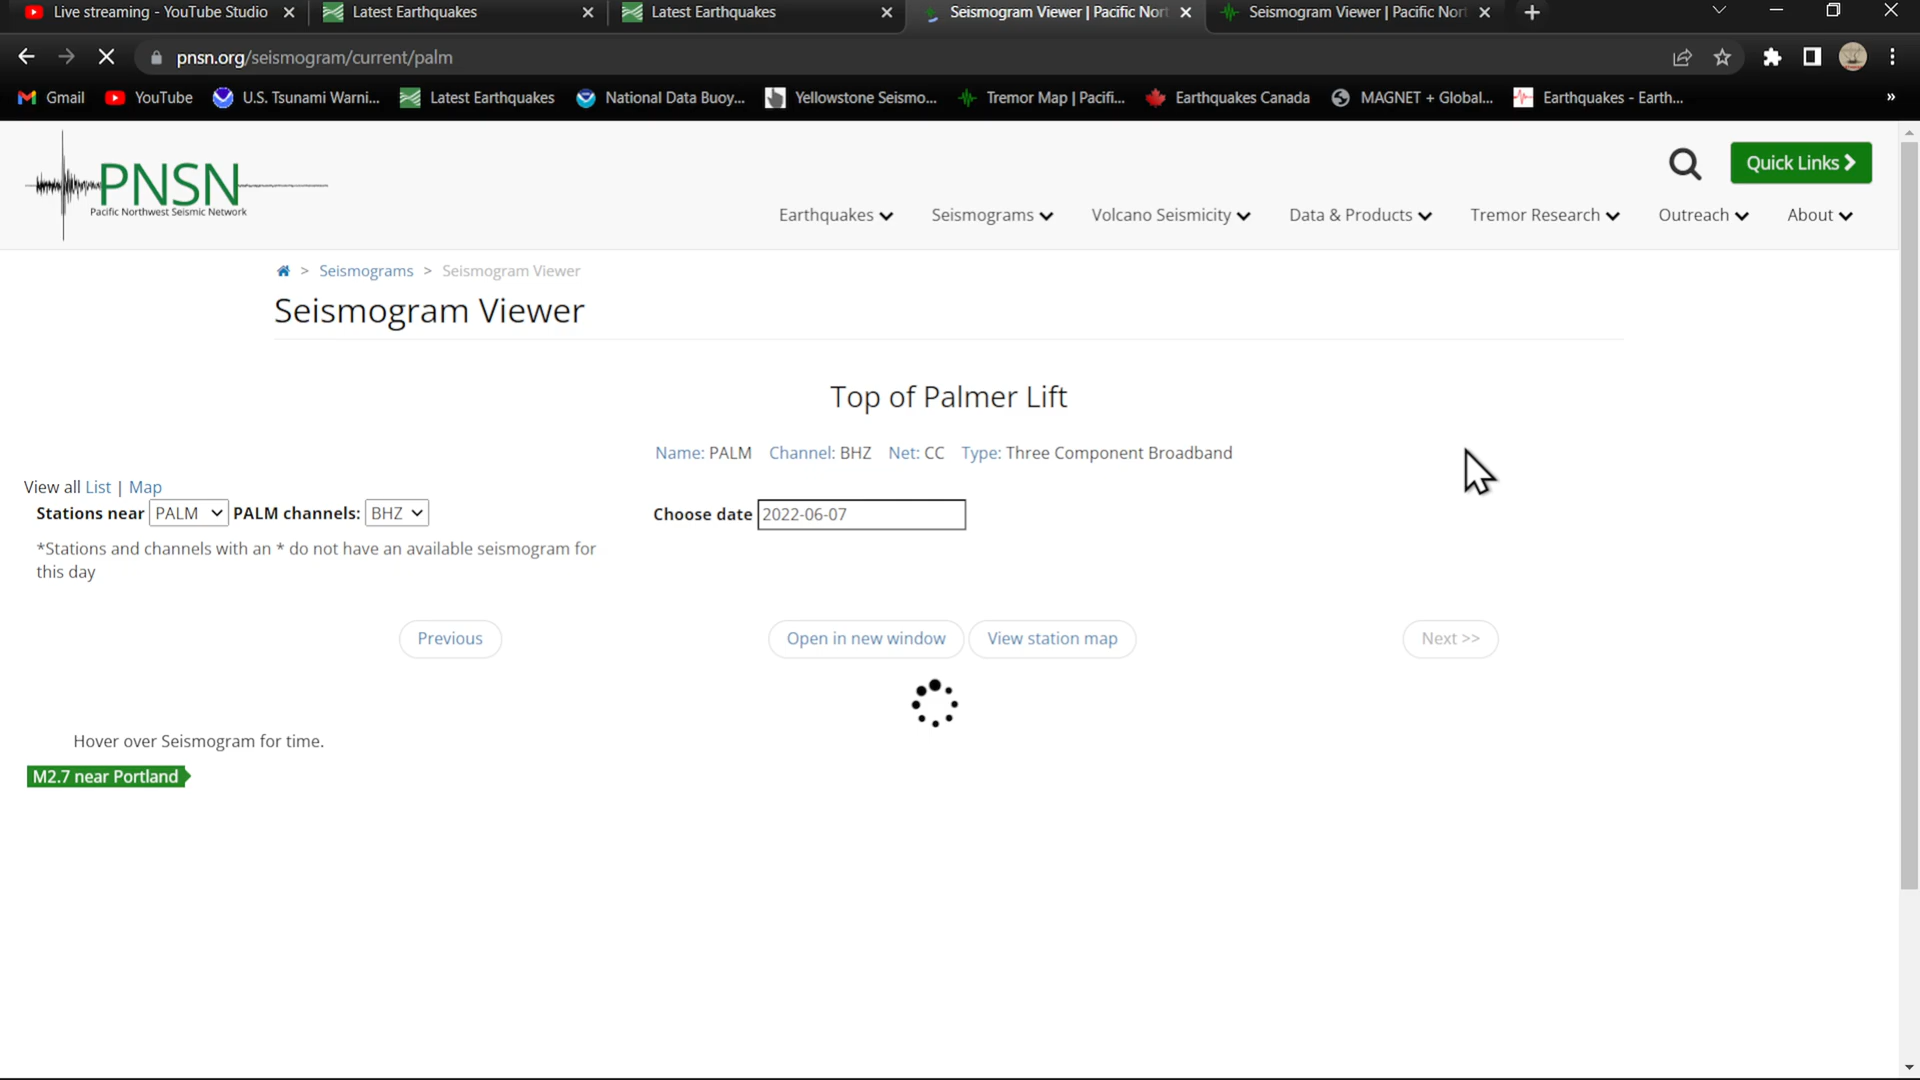 Live streaming - YouTube Studio
Latest Earthquakes
Latest Earthquakes
Seismogram Viewer | Pacific Nor
Seismogram Viewer | Pacific Nor
pnsn.org/seismogram/current/palm
Gmail
YouTube
U.S. Tsunami Warni...
Latest Earthquakes
National Data Buoy...
Yellowstone Seismo...
Tremor Map | Pacifi...
Earthquakes Canada
MAGNET + Global...
Earthquakes - Earth...
»
PNSN
Pacific Northwest Seismic Network
Quick Links
Earthquakes
Seismograms
Volcano Seismicity
Data & Products
Tremor Research
Outreach
About
> Seismograms > Seismogram Viewer
Seismogram Viewer
Top of Palmer Lift
Name: PALM Channel: BHZ Net: CC Type: Three Component Broadband
View all List | Map
Stations near PALM PALM channels: BHZ
Choose date 2022-06-07
*Stations and channels with an * do not have an available seismogram for
this day
Previous
Open in new window
View station map
Next >>
Hover over Seismogram for time.
M2.7 near Portland